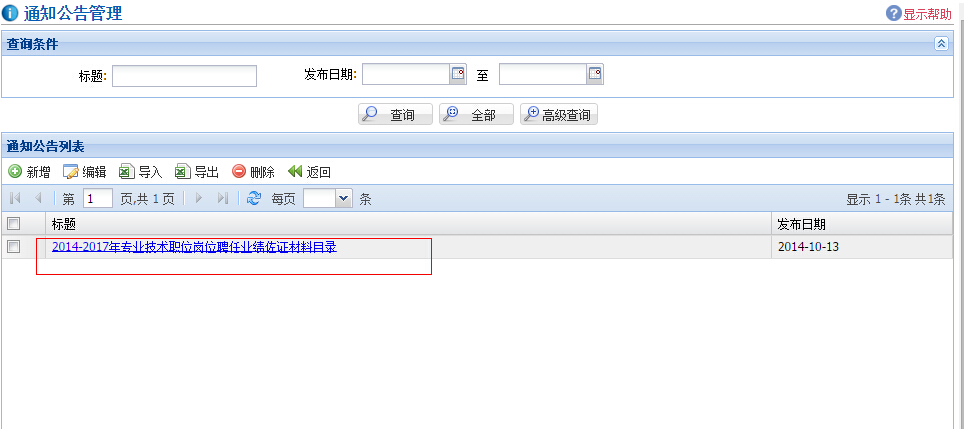 通知公告管理 显示帮助
查询条件
标题: 发布日期: 至
查询 全部 高级查询
通知公告列表
新增 编辑 导入 导出 删除 返回
第 1 页,共 1 页 每页 条 显示 1 - 1条 共1条
标题 发布日期
2014-2017年专业技术职位岗位聘任业绩佐证材料目录 2014-10-13